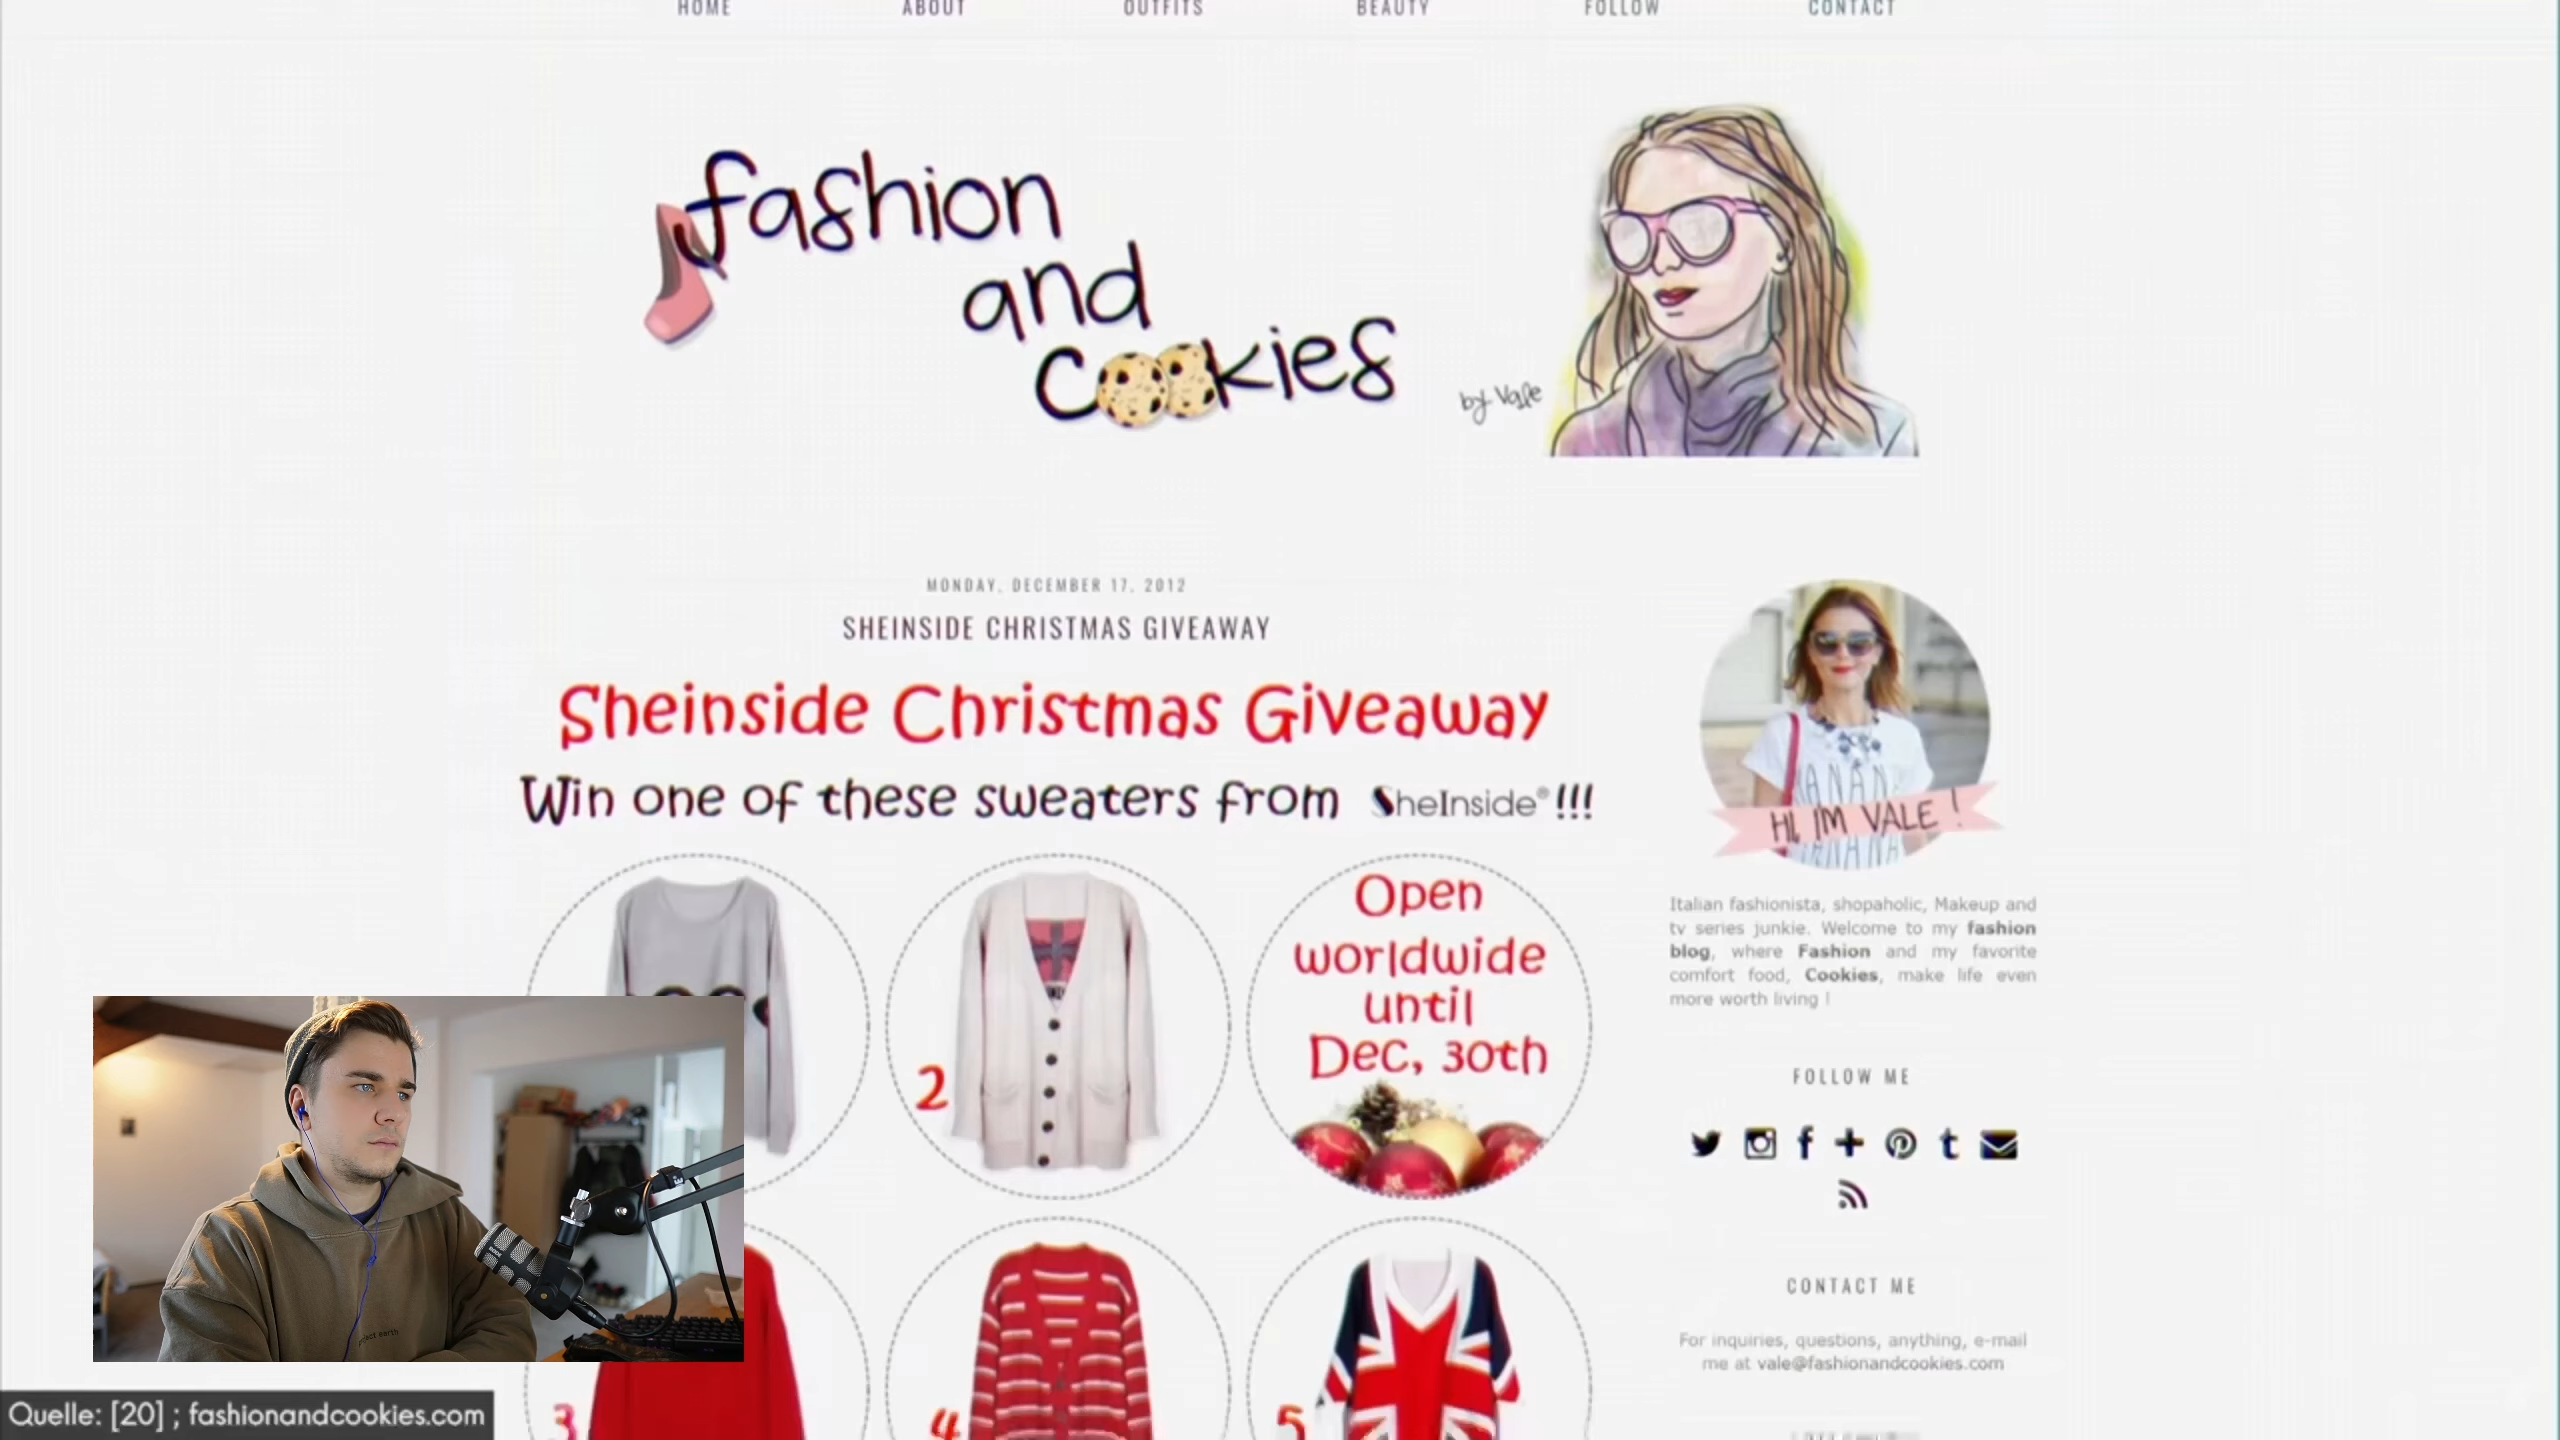 HOME ABOUT OUTFITS BEAUTY FOLLOW CONTACT
fashion
and
cookies
by Vale
MONDAY, DECEMBER 17, 2012
SHEINSIDE CHRISTMAS GIVEAWAY
Sheinside Christmas Giveaway
Win one of these sweaters from SheInside® !!!
Open
worldwide
until
Dec, 30th
2
3
4
5
HI, I'M VALE !
Italian fashionista, shopaholic, Makeup and
tv series junkie. Welcome to my fashion
blog, where Fashion and my favorite
comfort food, Cookies, make life even
more worth living !
FOLLOW ME
CONTACT ME
For inquiries, questions, anything, e-mail
me at vale@fashionandcookies.com
Quelle: [20] ; fashionandcookies.com